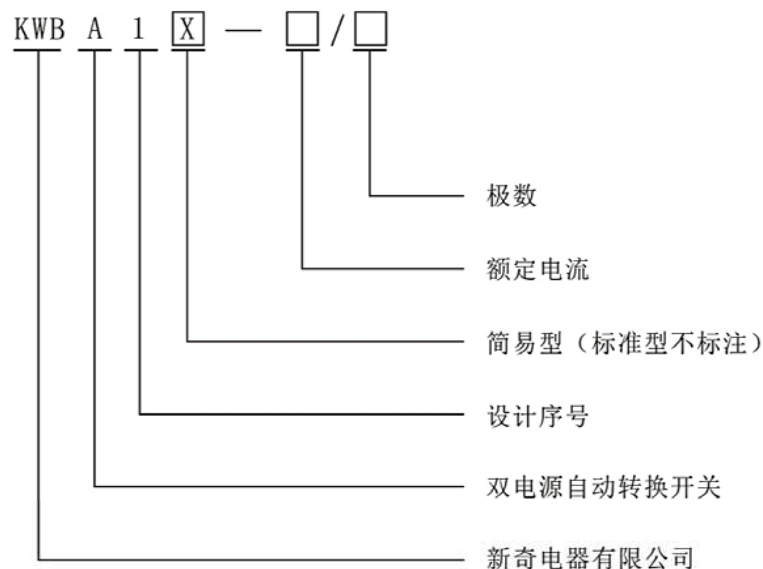 KWB A 1 X — □ / □
极数
额定电流
简易型（标准型不标注）
设计序号
双电源自动转换开关
新奇电器有限公司